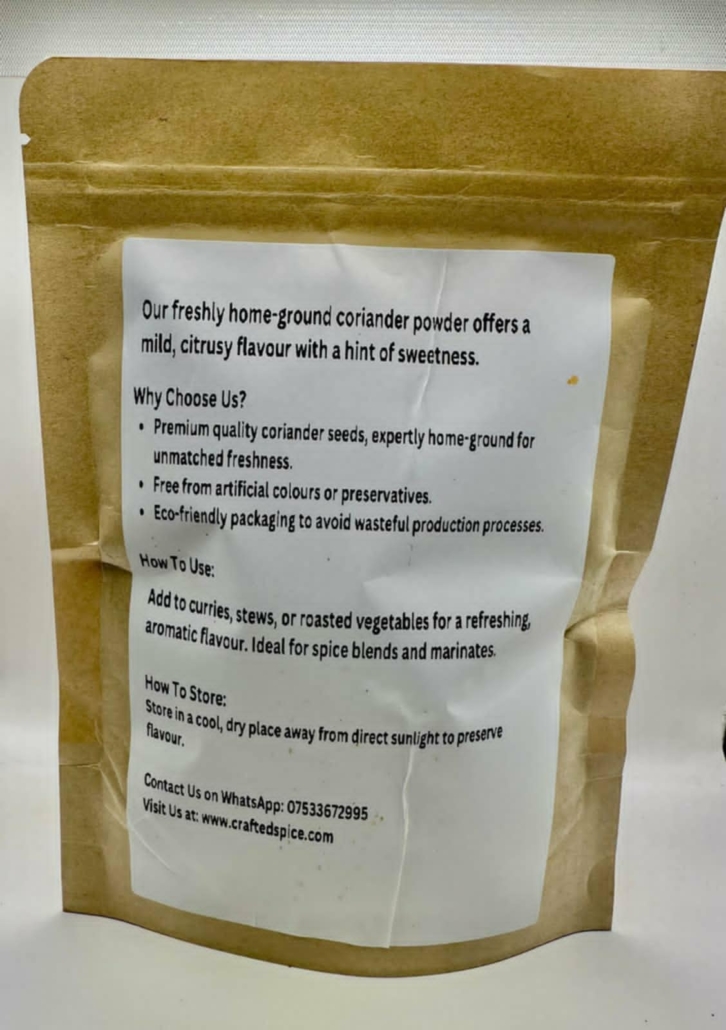 Our freshly home-ground coriander powder offers a
mild, citrusy flavour with a hint of sweetness.
Why Choose Us?
• Premium quality coriander seeds, expertly home-ground for
unmatched freshness.
• Free from artificial colours or preservatives.
• Eco-friendly packaging to avoid wasteful production processes.
How To Use:
Add to curries, stews, or roasted vegetables for a refreshing,
aromatic flavour. Ideal for spice blends and marinates.
How To Store:
Store in a cool, dry place away from direct sunlight to preserve
flavour.
Contact Us on WhatsApp: 07533672995
Visit Us at: www.craftedspice.com